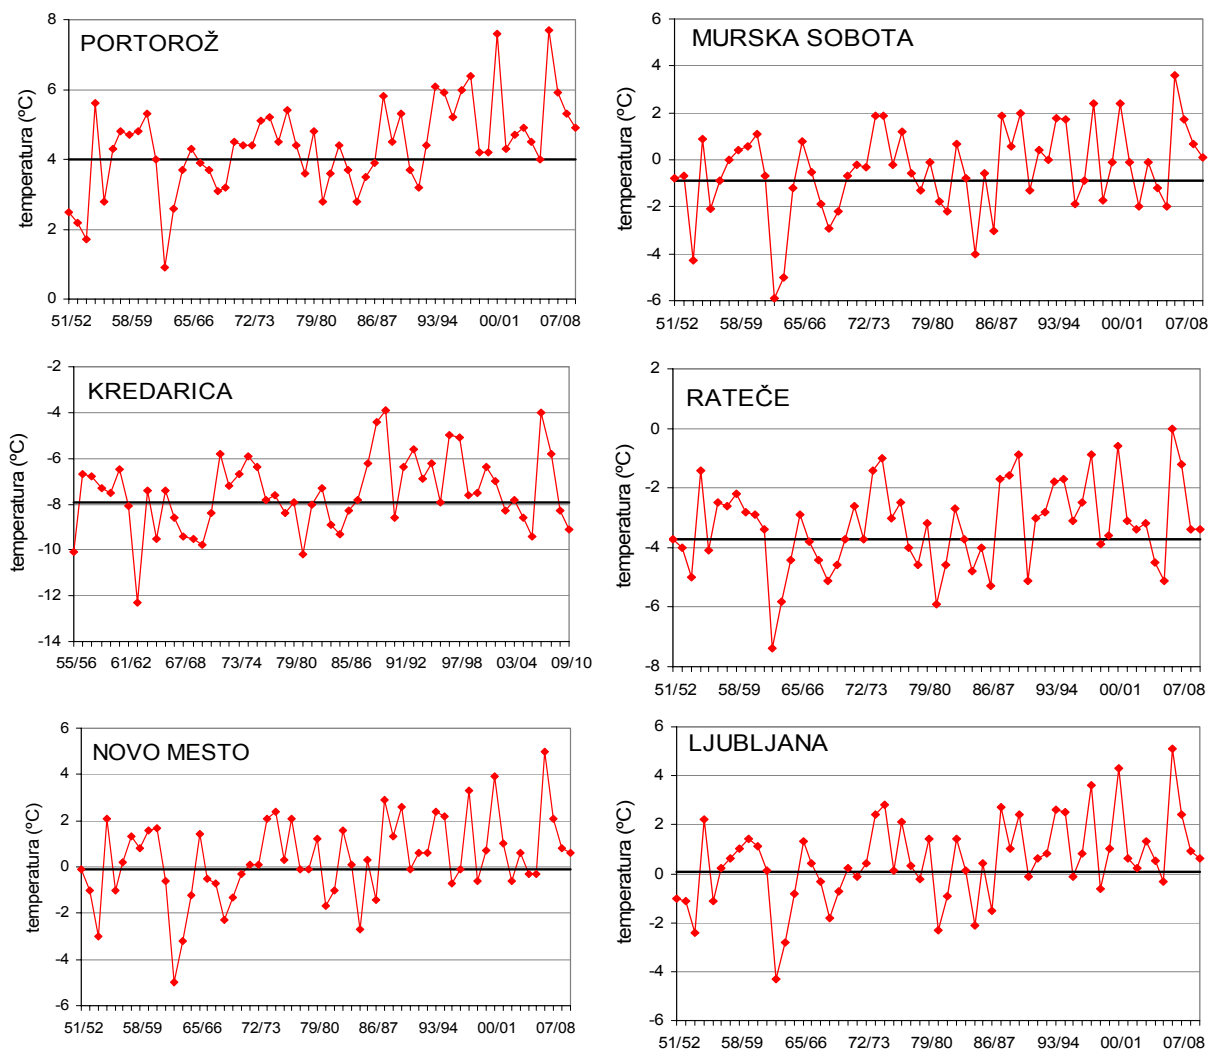 PORTOROŽ
temperatura (ºC)
8
6
4
2
0
51/52 58/59 65/66 72/73 79/80 86/87 93/94 00/01 07/08
MURSKA SOBOTA
temperatura (ºC)
6
4
2
0
-2
-4
-6
51/52 58/59 65/66 72/73 79/80 86/87 93/94 00/01 07/08
KREDARICA
temperatura (ºC)
-2
-4
-6
-8
-10
-12
-14
55/56 61/62 67/68 73/74 79/80 85/86 91/92 97/98 03/04 09/10
RATEČE
temperatura (ºC)
2
0
-2
-4
-6
-8
51/52 58/59 65/66 72/73 79/80 86/87 93/94 00/01 07/08
NOVO MESTO
temperatura (ºC)
6
4
2
0
-2
-4
-6
51/52 58/59 65/66 72/73 79/80 86/87 93/94 00/01 07/08
LJUBLJANA
temperatura (ºC)
6
4
2
0
-2
-4
-6
51/52 58/59 65/66 72/73 79/80 86/87 93/94 00/01 07/08